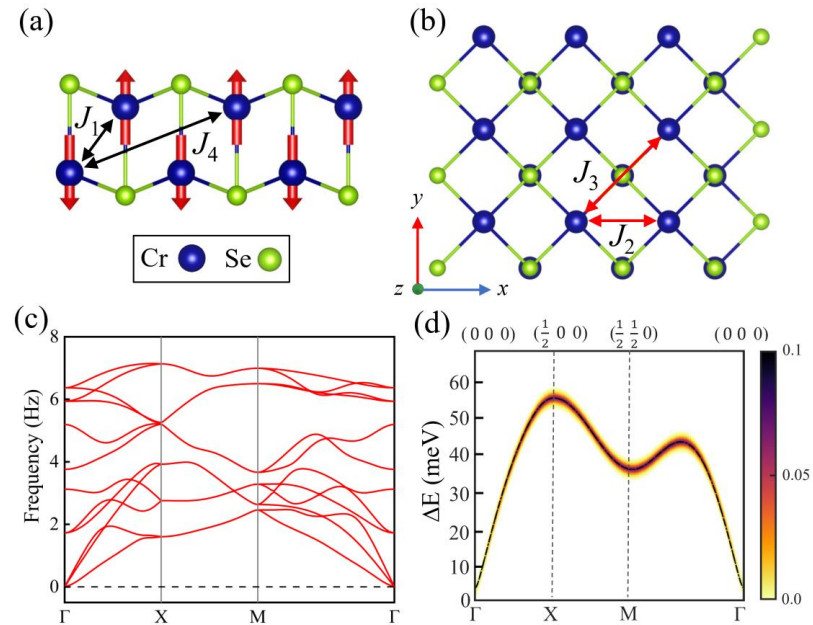 (a)
J1
J4
Cr Se
(b)
J3
J2
y
z x
(c)
8
6
4
2
0
Frequency (Hz)
Γ X M Γ
(d)
(0 0 0) (½ 0 0) (½ ½ 0) (0 0 0)
60
50
40
30
20
10
0
ΔE (meV)
Γ X M Γ
0.1
0.05
0.0